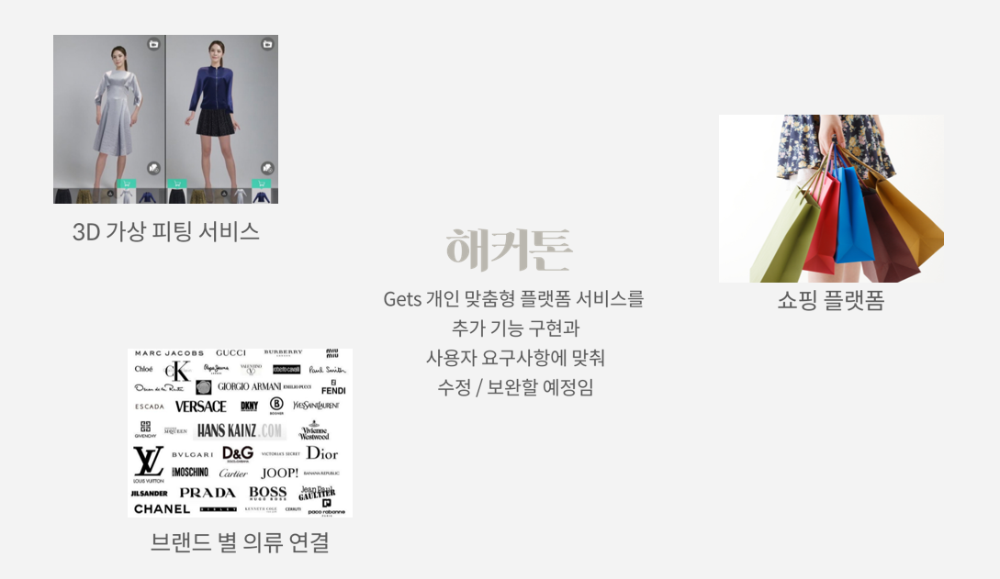 3D 가상 피팅 서비스
해커톤
Gets 개인 맞춤형 플랫폼 서비스를
추가 기능 구현과
사용자 요구사항에 맞춰
수정 / 보완할 예정임
쇼핑 플랫폼
MARC JACOBS GUCCI BURBERRY MIU MIU
Chloé CK Pepe Jeans VALENTINO roberto cavalli Paul Smith
Oscar de la Renta GIORGIO ARMANI EMILIO PUCCI FENDI
ESCADA VERSACE DKNY B BOGNER YVES SAINT LAURENT
GIVENCHY McQUEEN HANS KAINZ.COM Vivienne Westwood
LV LOUIS VUITTON BVLGARI D&G DOLCE&GABBANA VICTORIA'S SECRET Dior
MOSCHINO Cartier JOOP! BANANA REPUBLIC
JILSANDER PRADA BOSS HUGO BOSS Jean Paul GAULTIER
CHANEL SISLEY KENNETH COLE CERRUTI paco rabanne PARIS
브랜드 별 의류 연결